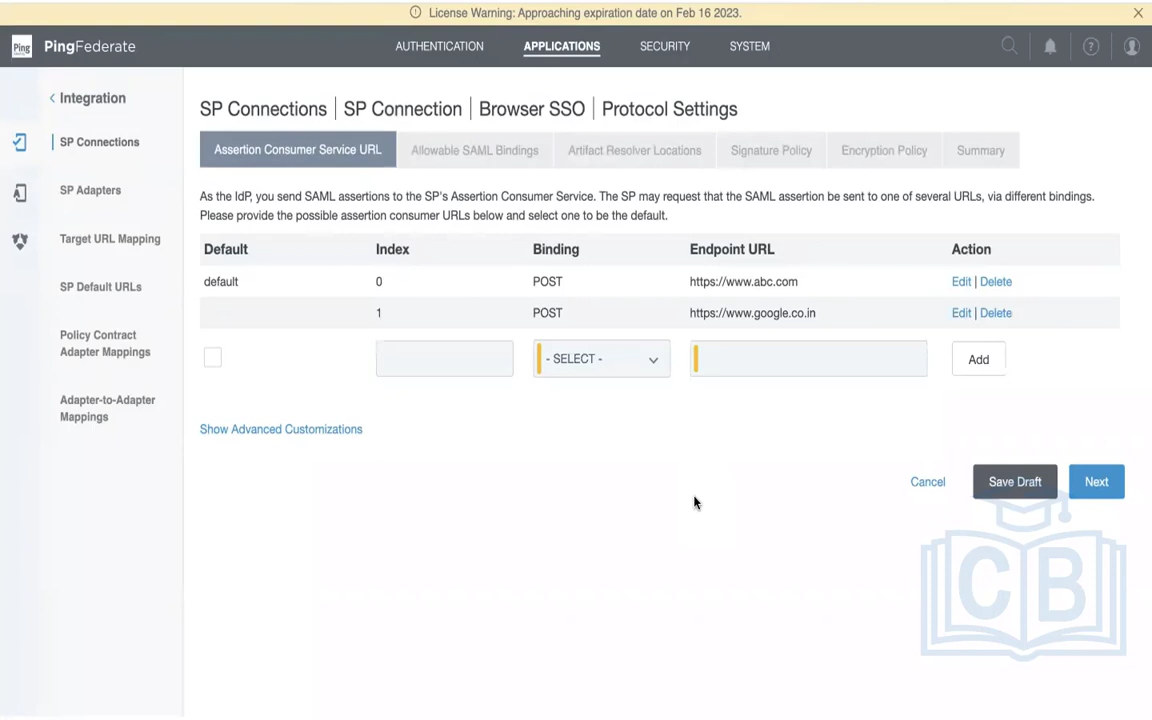 License Warning: Approaching expiration date on Feb 16 2023.
Ping
PingFederate
AUTHENTICATION
APPLICATIONS
SECURITY
SYSTEM
Integration
SP Connections
SP Adapters
Target URL Mapping
SP Default URLs
Policy Contract
Adapter Mappings
Adapter-to-Adapter
Mappings
SP Connections | SP Connection | Browser SSO | Protocol Settings
Assertion Consumer Service URL
Allowable SAML Bindings
Artifact Resolver Locations
Signature Policy
Encryption Policy
Summary
As the IdP, you send SAML assertions to the SP's Assertion Consumer Service. The SP may request that the SAML assertion be sent to one of several URLs, via different bindings.
Please provide the possible assertion consumer URLs below and select one to be the default.
Default Index Binding Endpoint URL Action
default 0 POST https://www.abc.com Edit | Delete
1 POST https://www.google.co.in Edit | Delete
- SELECT -
Add
Show Advanced Customizations
Cancel
Save Draft
Next
CB